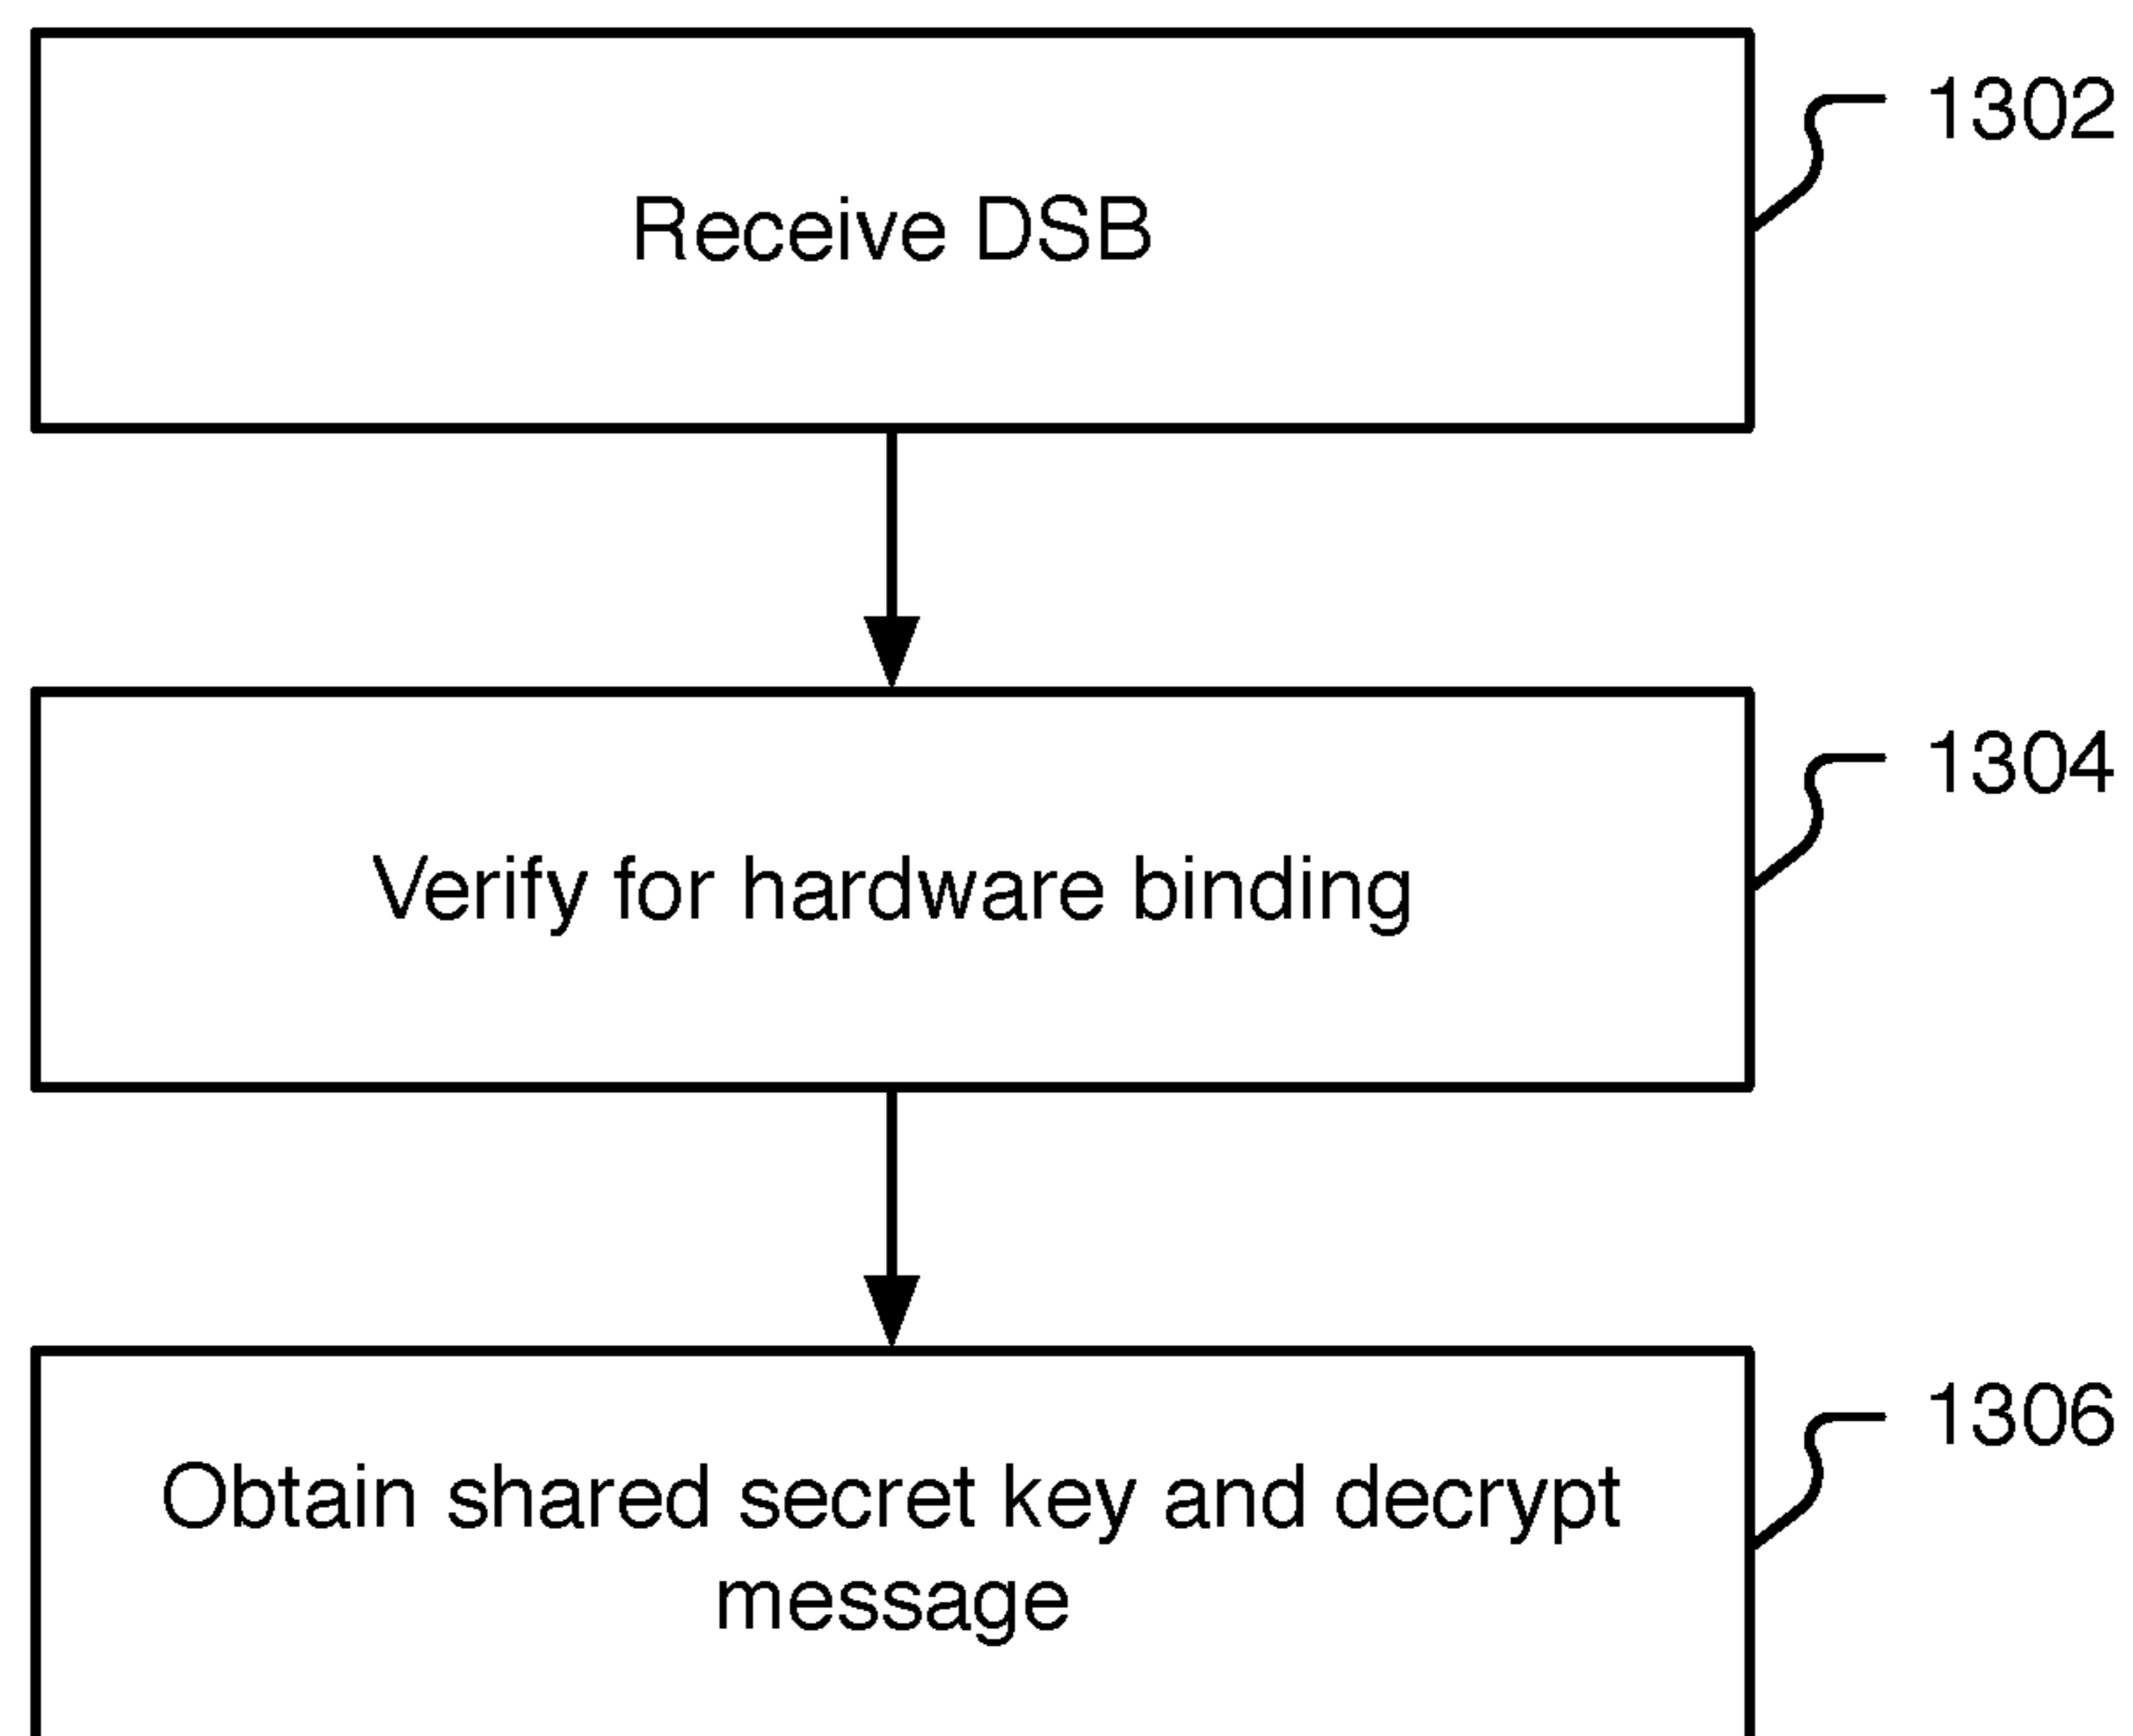 1302
Receive DSB
1304
Verify for hardware binding
1306
Obtain shared secret key and decrypt
message